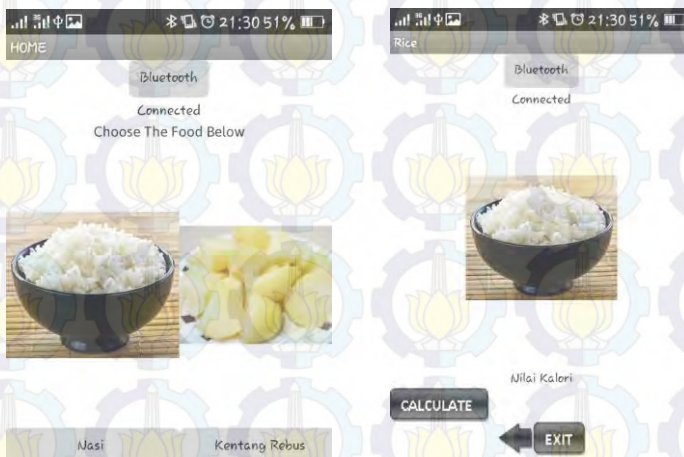 21:30 51%
HOME
Bluetooth
Connected
Choose The Food Below
Nasi Kentang Rebus
21:30 51%
Rice
Bluetooth
Connected
Nilai Kalori
CALCULATE
EXIT